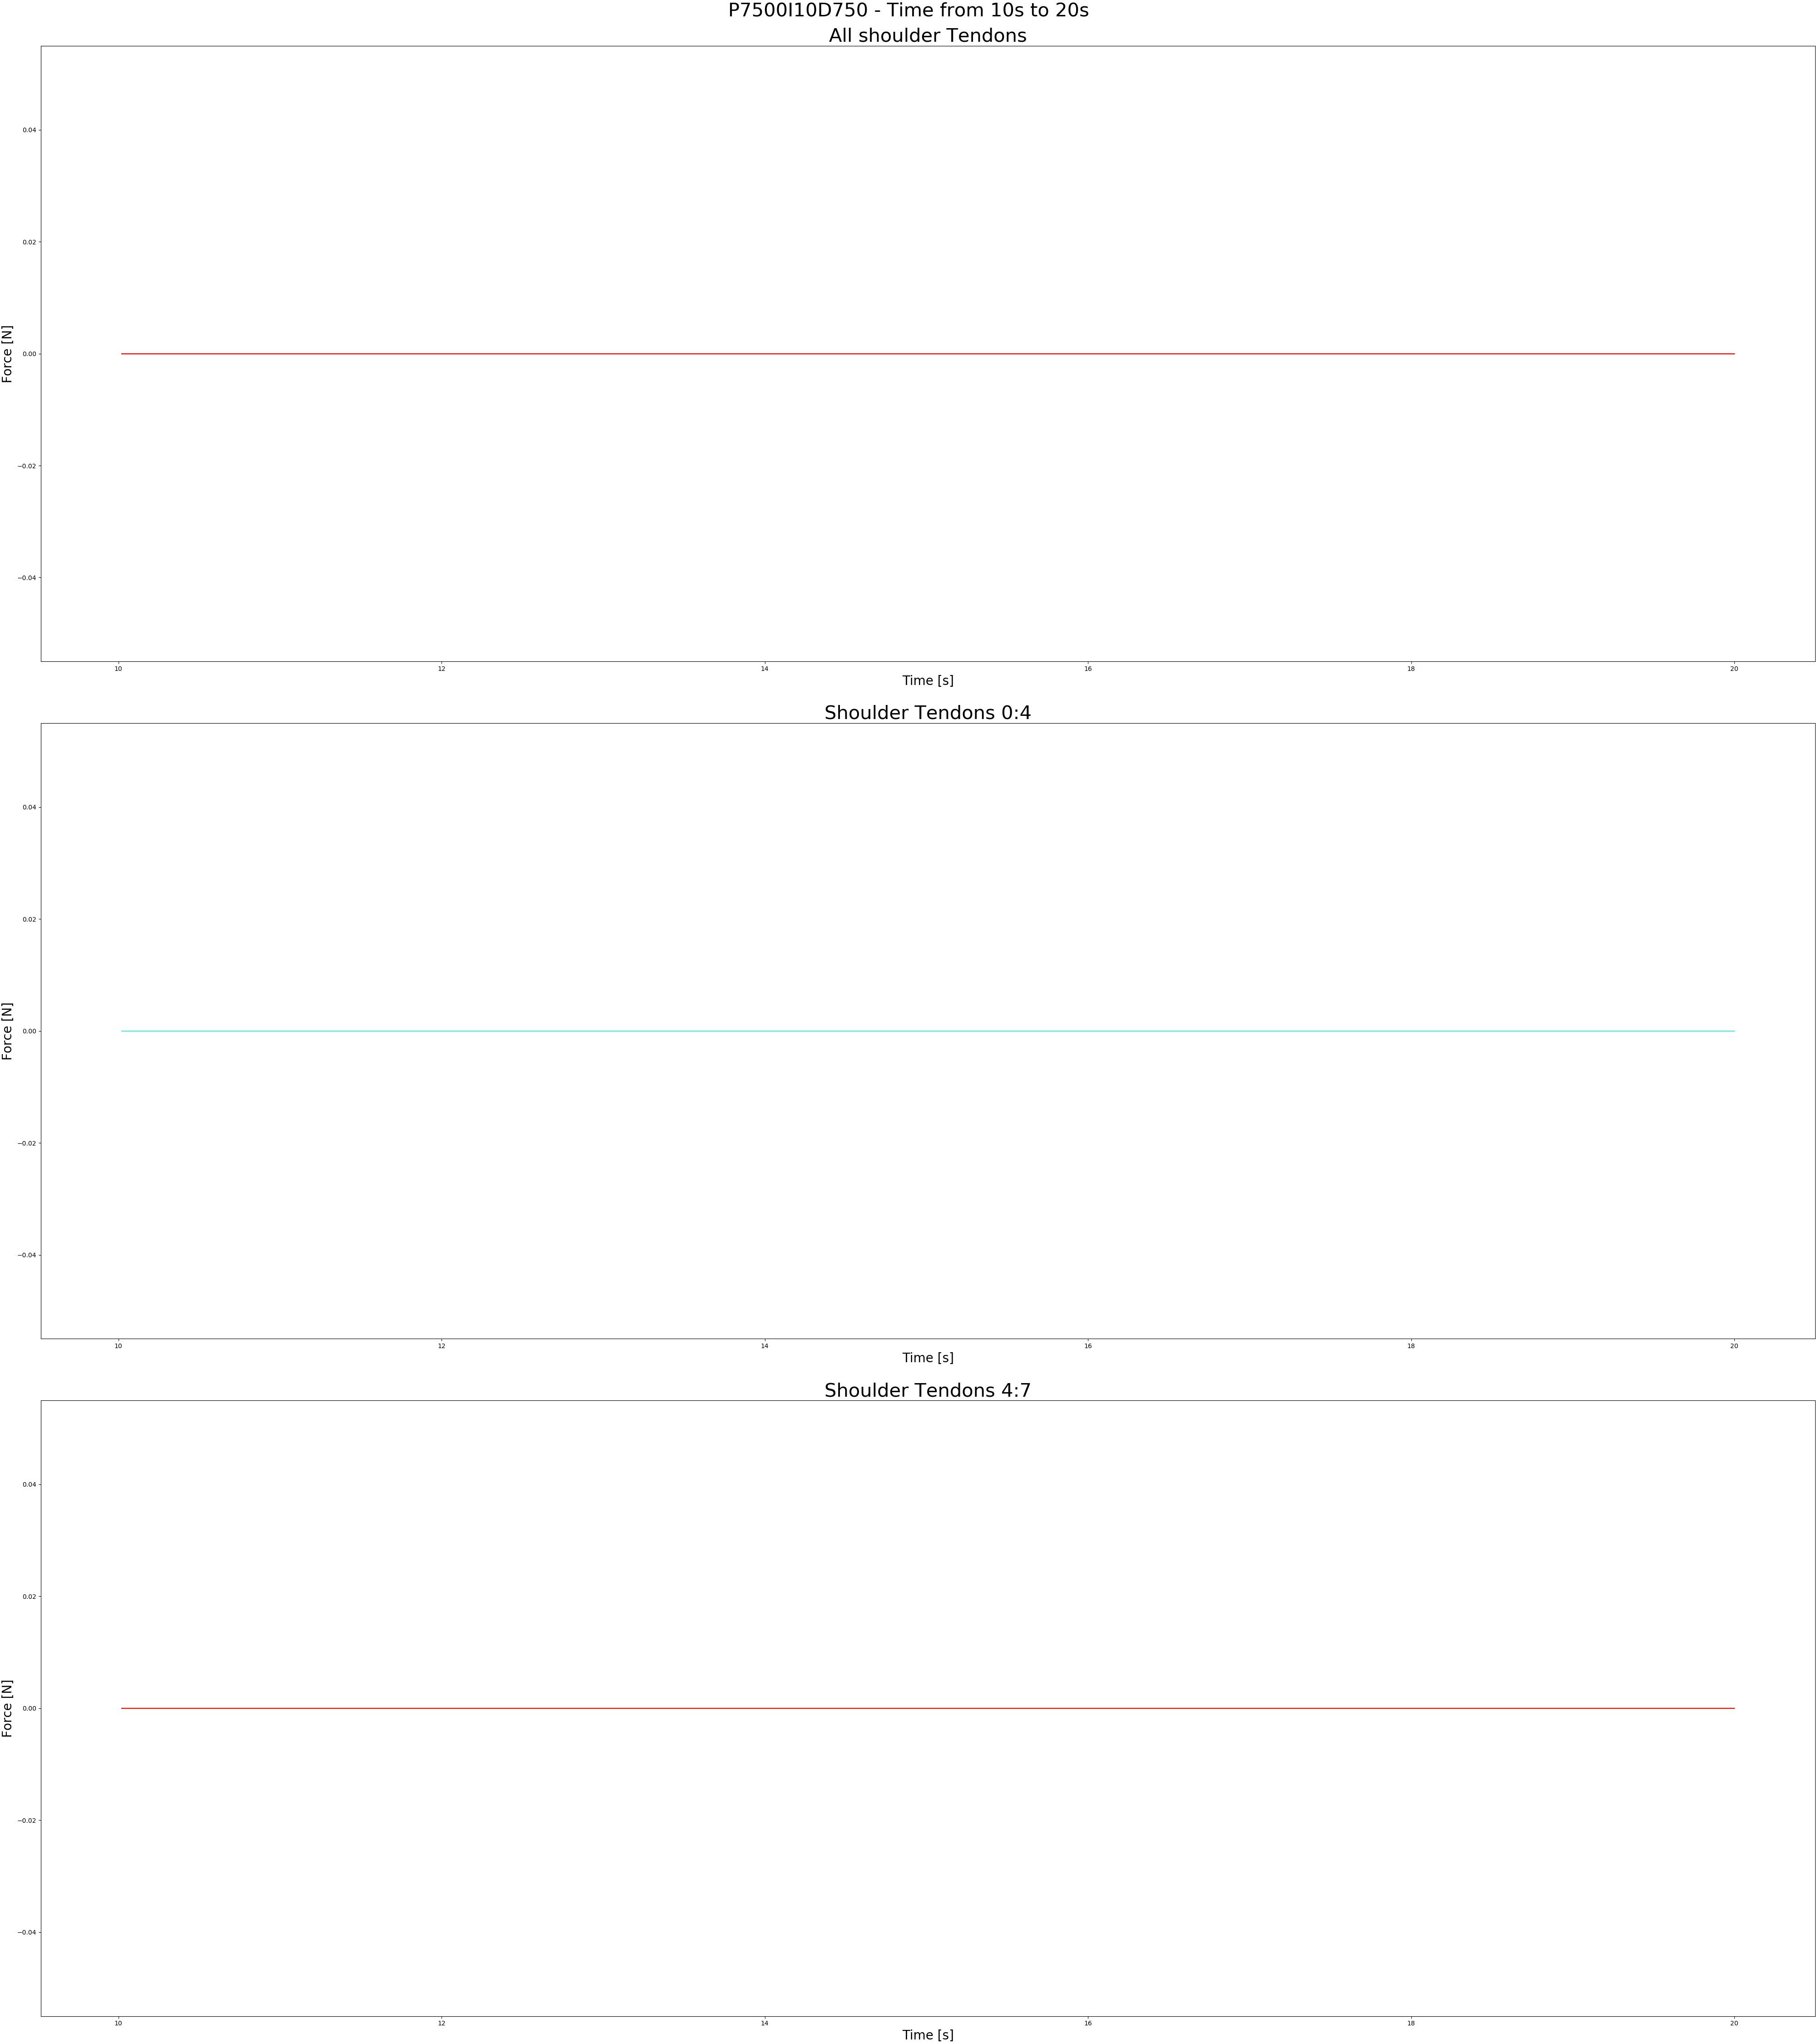 P7500I10D750 - Time from 10s to 20s
All shoulder Tendons
0.04
0.02
0.00
−0.02
−0.04
Force [N]
10 12 14 16 18 20
Time [s]
Shoulder Tendons 0:4
0.04
0.02
0.00
−0.02
−0.04
Force [N]
10 12 14 16 18 20
Time [s]
Shoulder Tendons 4:7
0.04
0.02
0.00
−0.02
−0.04
Force [N]
10 12 14 16 18 20
Time [s]